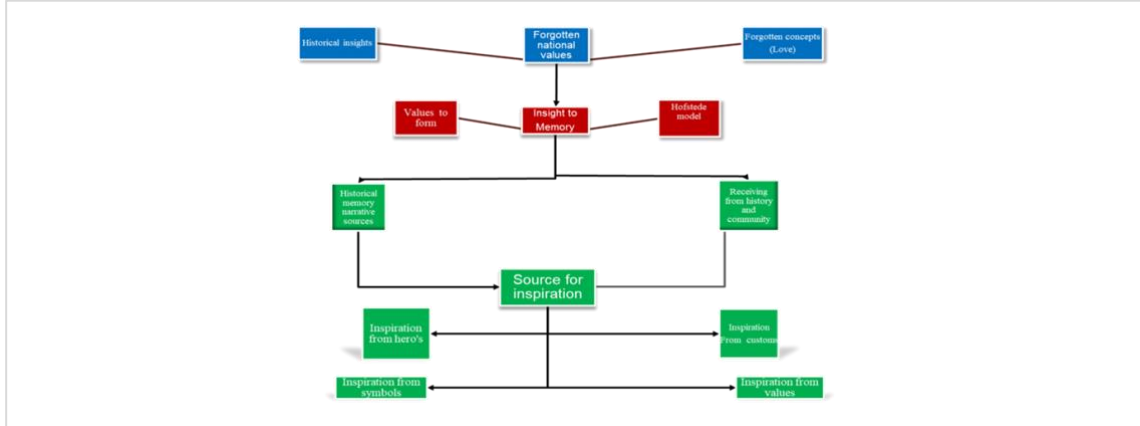 Historical insights
Forgotten
national
values
Forgotten concepts
(Love)
Values to
form
Insight to
Memory
Hofstede
model
Historical
memory
narrative
sources
Receiving
from history
and
community
Source for
inspiration
Inspiration
from hero's
Inspiration
From customs
Inspiration from
symbols
Inspiration from
values